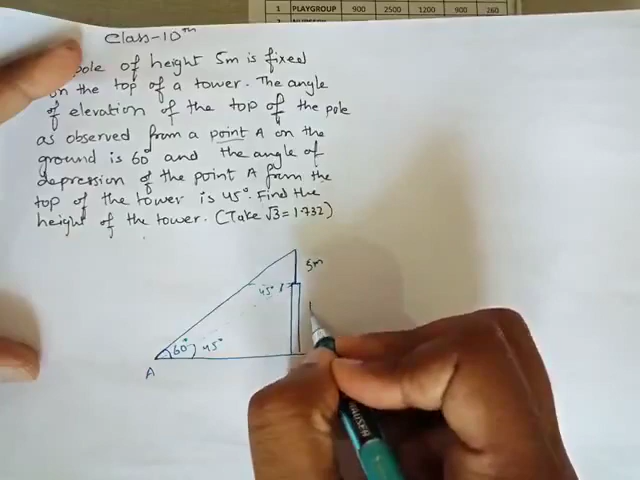 1 PLAYGROUP 900 2500 1200 900 260
Class-10th
pole of height 5m is fixed
on the top of a tower. The angle
of elevation of the top of the pole
as observed from a point A on the
ground is 60° and the angle of
depression of the point A from the
top of the tower is 45°. Find the
height of the tower. (Take √3 = 1.732)
5m
45°
60° 45°
A